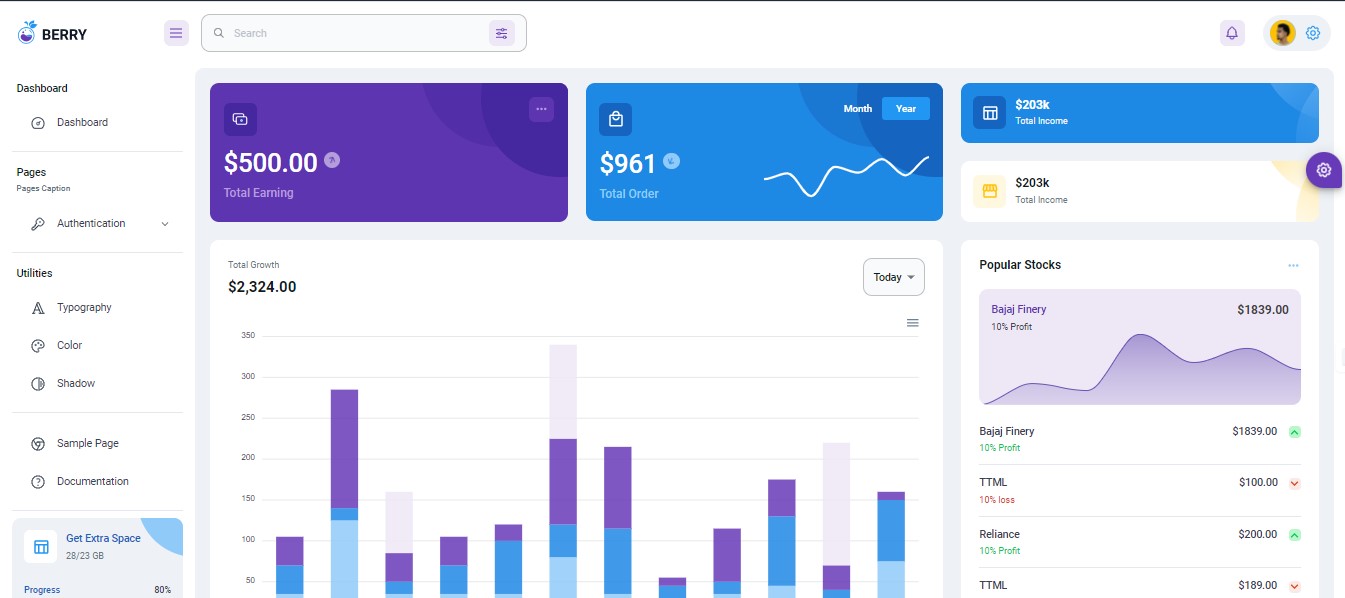 BERRY
Search
Dashboard
Dashboard
Pages
Pages Caption
Authentication
Utilities
Typography
Color
Shadow
Sample Page
Documentation
Get Extra Space
28/23 GB
Progress
80%
$500.00
Total Earning
Month
Year
$961
Total Order
$203k
Total Income
$203k
Total Income
Total Growth
$2,324.00
Today
350
300
250
200
150
100
50
Popular Stocks
Bajaj Finery
$1839.00
10% Profit
Bajaj Finery
$1839.00
10% Profit
TTML
$100.00
10% loss
Reliance
$200.00
10% Profit
TTML
$189.00